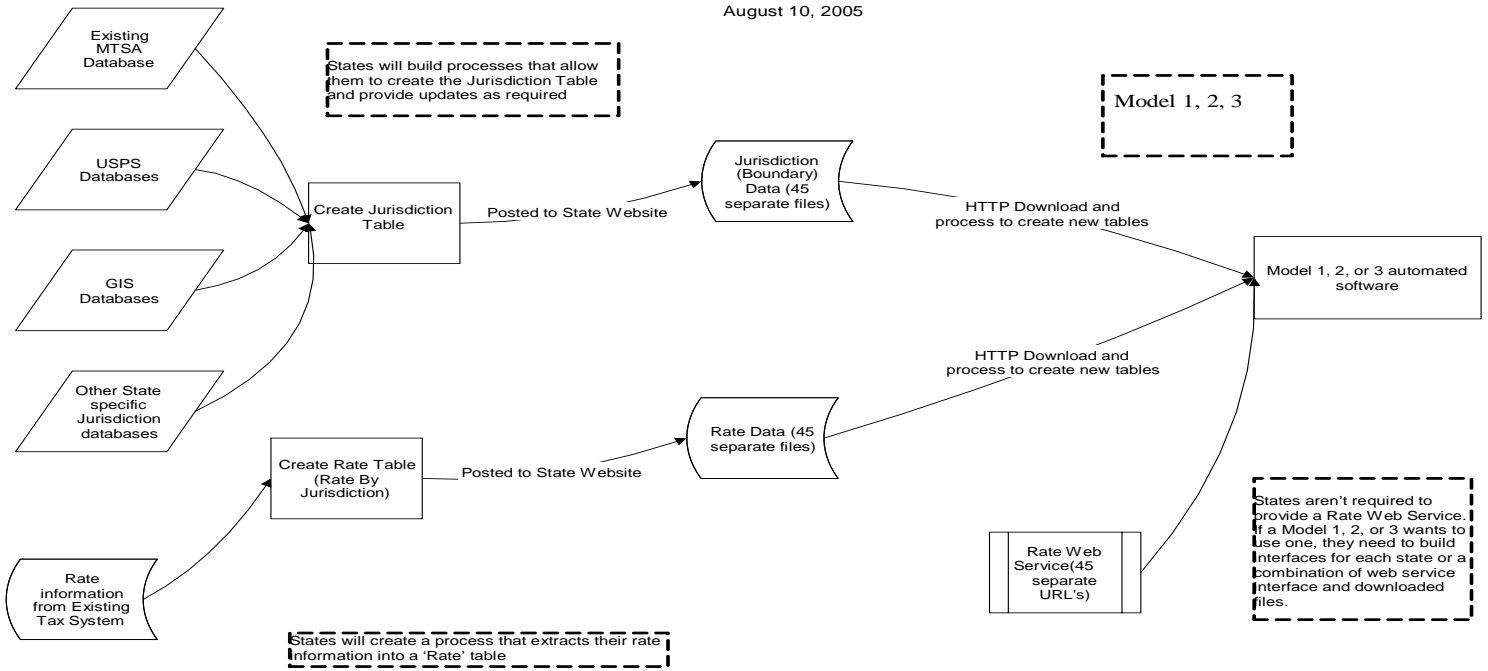 August 10, 2005
Existing
MTSA
Database
States will build processes that allow
them to create the Jurisdiction Table
and provide updates as required
Model 1, 2, 3
USPS
Databases
Jurisdiction
(Boundary)
Data (45
separate files)
Create Jurisdiction
Table
Posted to State Website
HTTP Download and
process to create new tables
GIS
Databases
Model 1, 2, or 3 automated
software
HTTP Download and
process to create new tables
Other State
specific
Jurisdiction
databases
Rate Data (45
separate files)
Create Rate Table
(Rate By
Jurisdiction)
Posted to State Website
States aren't required to
provide a Rate Web Service.
If a Model 1, 2, or 3 wants to
use one, they need to build
interfaces for each state or a
combination of web service
interface and downloaded
files.
Rate Web
Service(45
separate
URL's)
Rate
information
from Existing
Tax System
States will create a process that extracts their rate
information into a 'Rate' table